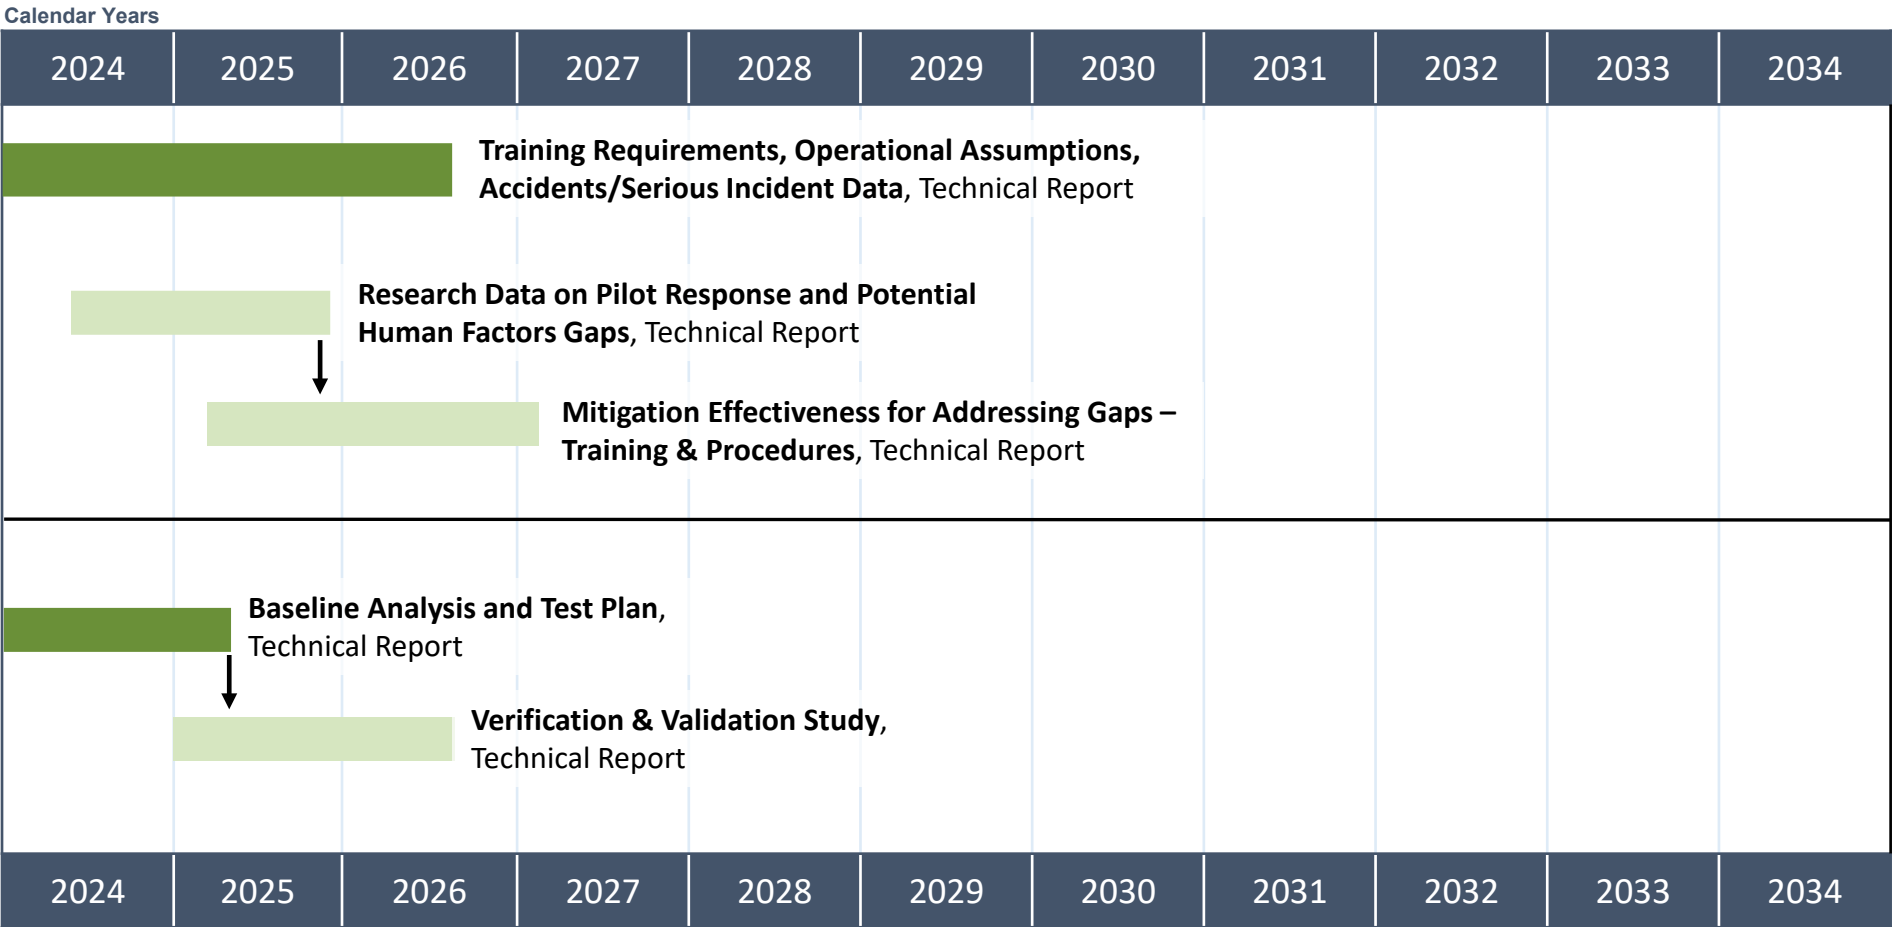 Calendar Years
2024 2025 2026 2027 2028 2029 2030 2031 2032 2033 2034
Training Requirements, Operational Assumptions,
Accidents/Serious Incident Data, Technical Report
Research Data on Pilot Response and Potential
Human Factors Gaps, Technical Report
Mitigation Effectiveness for Addressing Gaps –
Training & Procedures, Technical Report
Baseline Analysis and Test Plan,
Technical Report
Verification & Validation Study,
Technical Report
2024 2025 2026 2027 2028 2029 2030 2031 2032 2033 2034